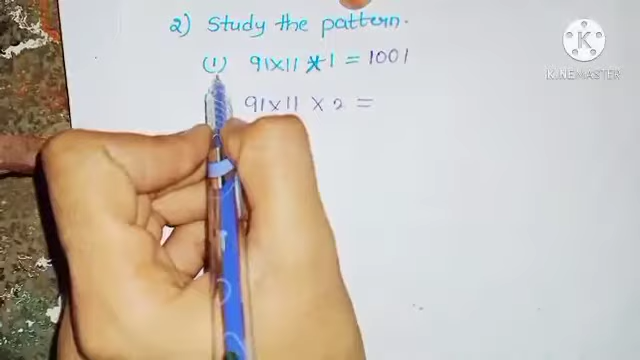 2) Study the pattern.
(1) 91×11 × 1 = 1001
91×11 × 2 =
KINEMASTER